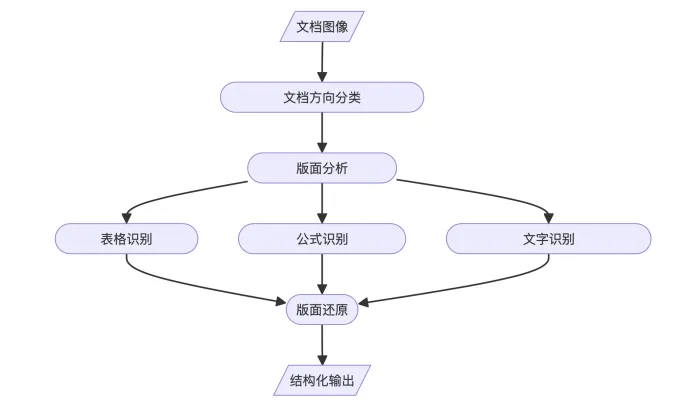 文档图像
文档方向分类
版面分析
表格识别
公式识别
文字识别
版面还原
结构化输出